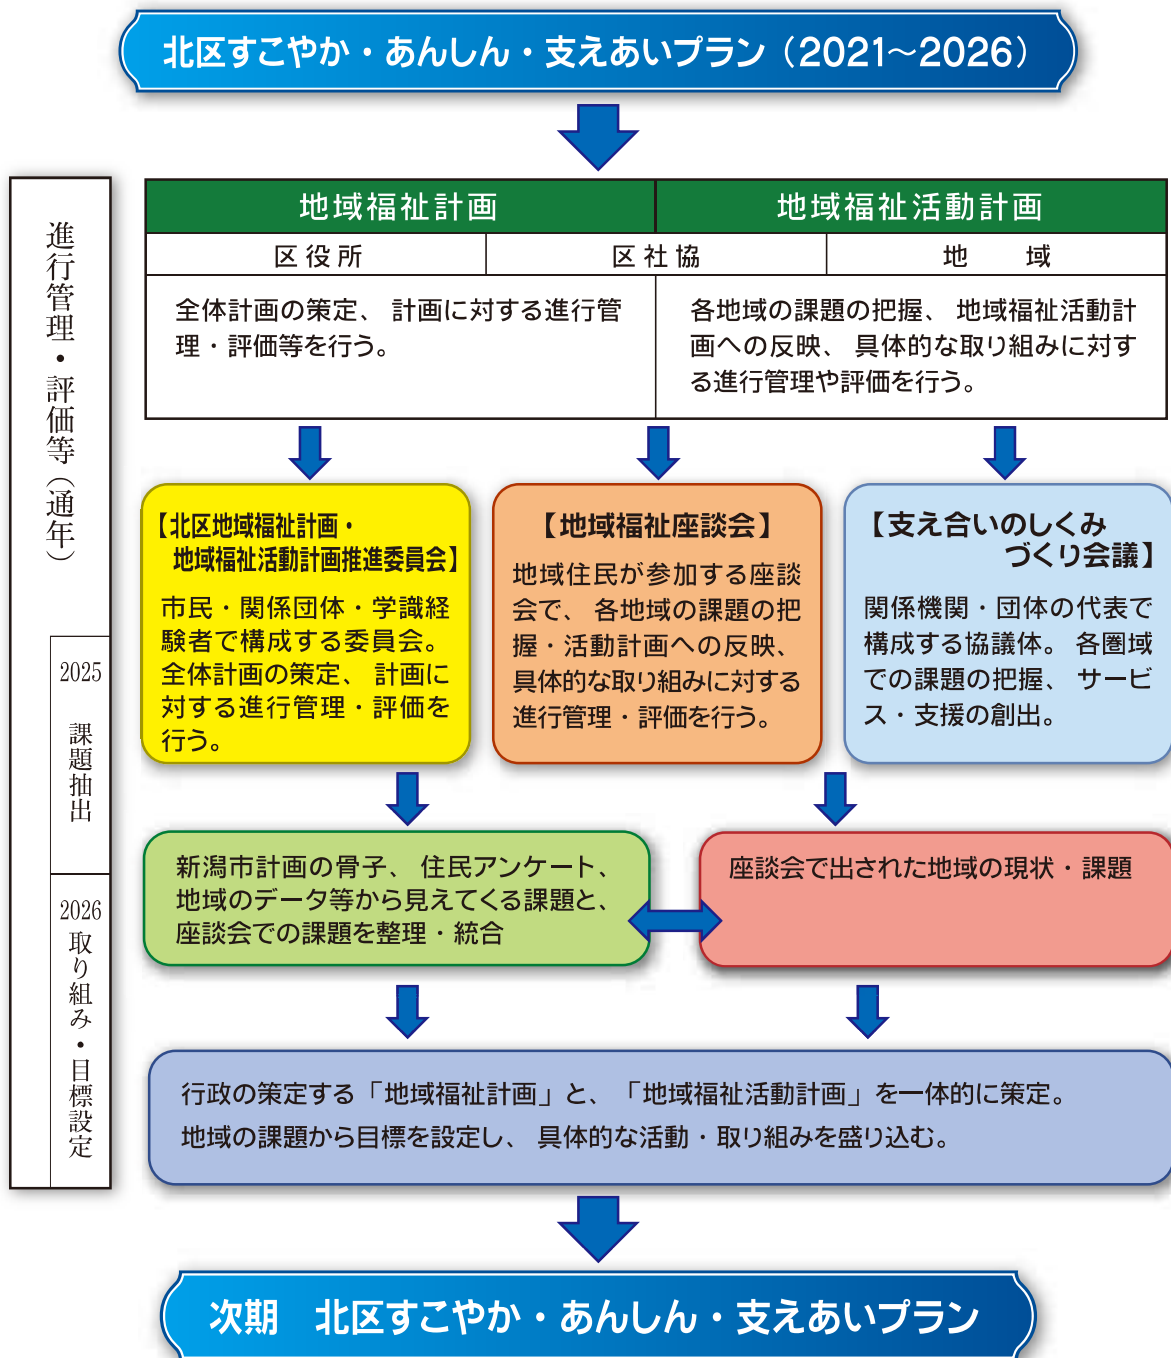 北区すこやか・あんしん・支えあいプラン（2021～2026）
進行管理・評価等（通年）
2025
課題抽出
2026
取り組み・目標設定
地域福祉計画
地域福祉活動計画
区役所
区社協
地　域
全体計画の策定、計画に対する進行管
理・評価等を行う。
各地域の課題の把握、地域福祉活動計
画への反映、具体的な取り組みに対す
る進行管理や評価を行う。
【北区地域福祉計画・
地域福祉活動計画推進委員会】
市民・関係団体・学識経
験者で構成する委員会。
全体計画の策定、計画に
対する進行管理・評価を
行う。
【地域福祉座談会】
地域住民が参加する座談
会で、各地域の課題の把
握・活動計画への反映、
具体的な取り組みに対する
進行管理・評価を行う。
【支え合いのしくみ
づくり会議】
関係機関・団体の代表で
構成する協議体。各圏域
での課題の把握、サービ
ス・支援の創出。
新潟市計画の骨子、住民アンケート、
地域のデータ等から見えてくる課題と、
座談会での課題を整理・統合
座談会で出された地域の現状・課題
行政の策定する「地域福祉計画」と、「地域福祉活動計画」を一体的に策定。
地域の課題から目標を設定し、具体的な活動・取り組みを盛り込む。
次期　北区すこやか・あんしん・支えあいプラン